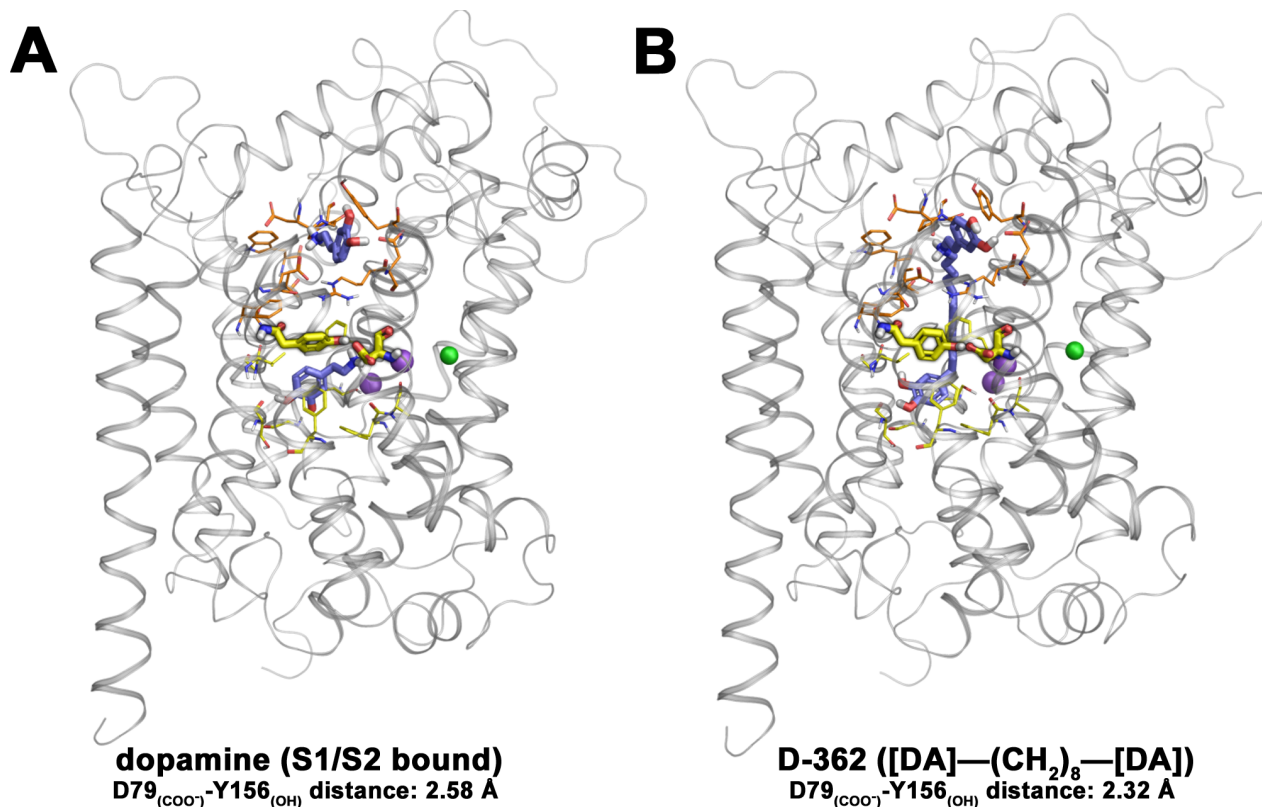 A
B
dopamine (S1/S2 bound)
D79(COO⁻)-Y156(OH) distance: 2.58 Å
D-362 ([DA]—(CH₂)₈—[DA])
D79(COO⁻)-Y156(OH) distance: 2.32 Å